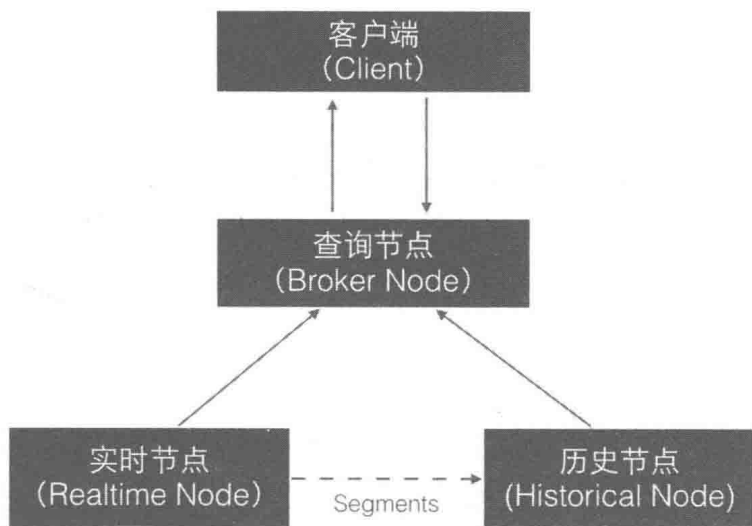 客户端
(Client)
查询节点
(Broker Node)
实时节点
(Realtime Node)
Segments
历史节点
(Historical Node)